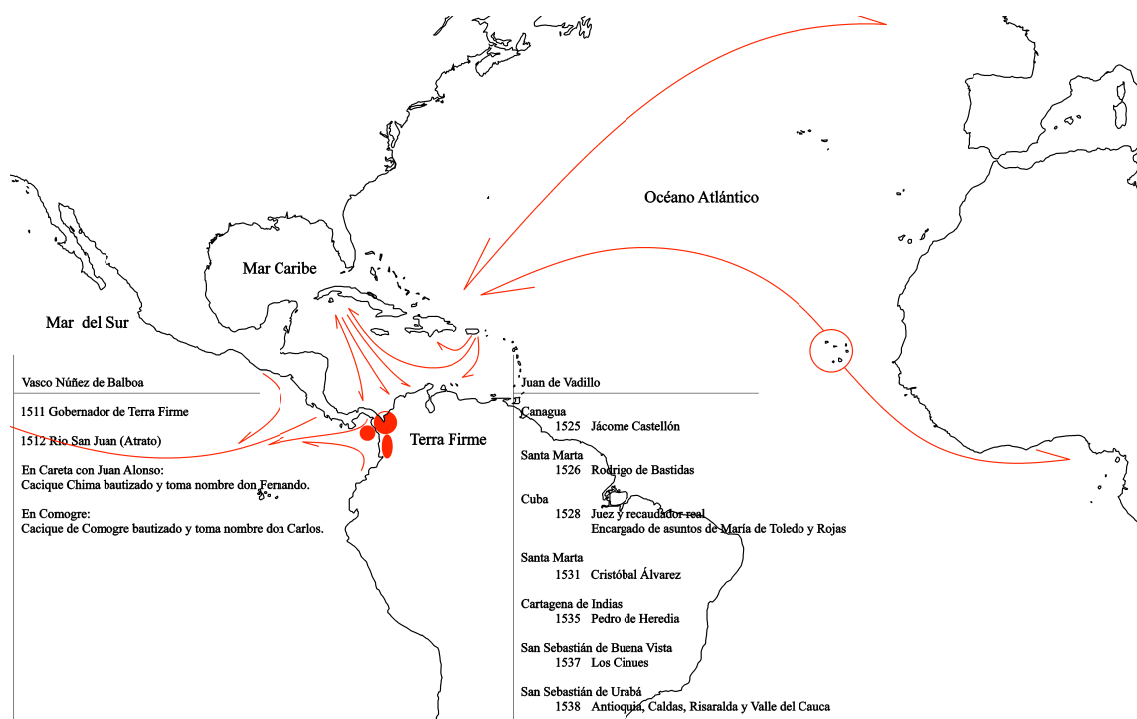 Océano Atlántico
Mar Caribe
Mar del Sur
Terra Firme
Vasco Núñez de Balboa
1511 Gobernador de Terra Firme
1512 Rio San Juan (Atrato)
En Careta con Juan Alonso:
Cacique Chima bautizado y toma nombre don Fernando.
En Comogre:
Cacique de Comogre bautizado y toma nombre don Carlos.
Juan de Vadillo
Canagua
1525 Jácome Castellón
Santa Marta
1526 Rodrigo de Bastidas
Cuba
1528 Juez y recaudador real
Encargado de asuntos de María de Toledo y Rojas
Santa Marta
1531 Cristóbal Álvarez
Cartagena de Indias
1535 Pedro de Heredia
San Sebastián de Buena Vista
1537 Los Cinues
San Sebastián de Urabá
1538 Antioquia, Caldas, Risaralda y Valle del Cauca